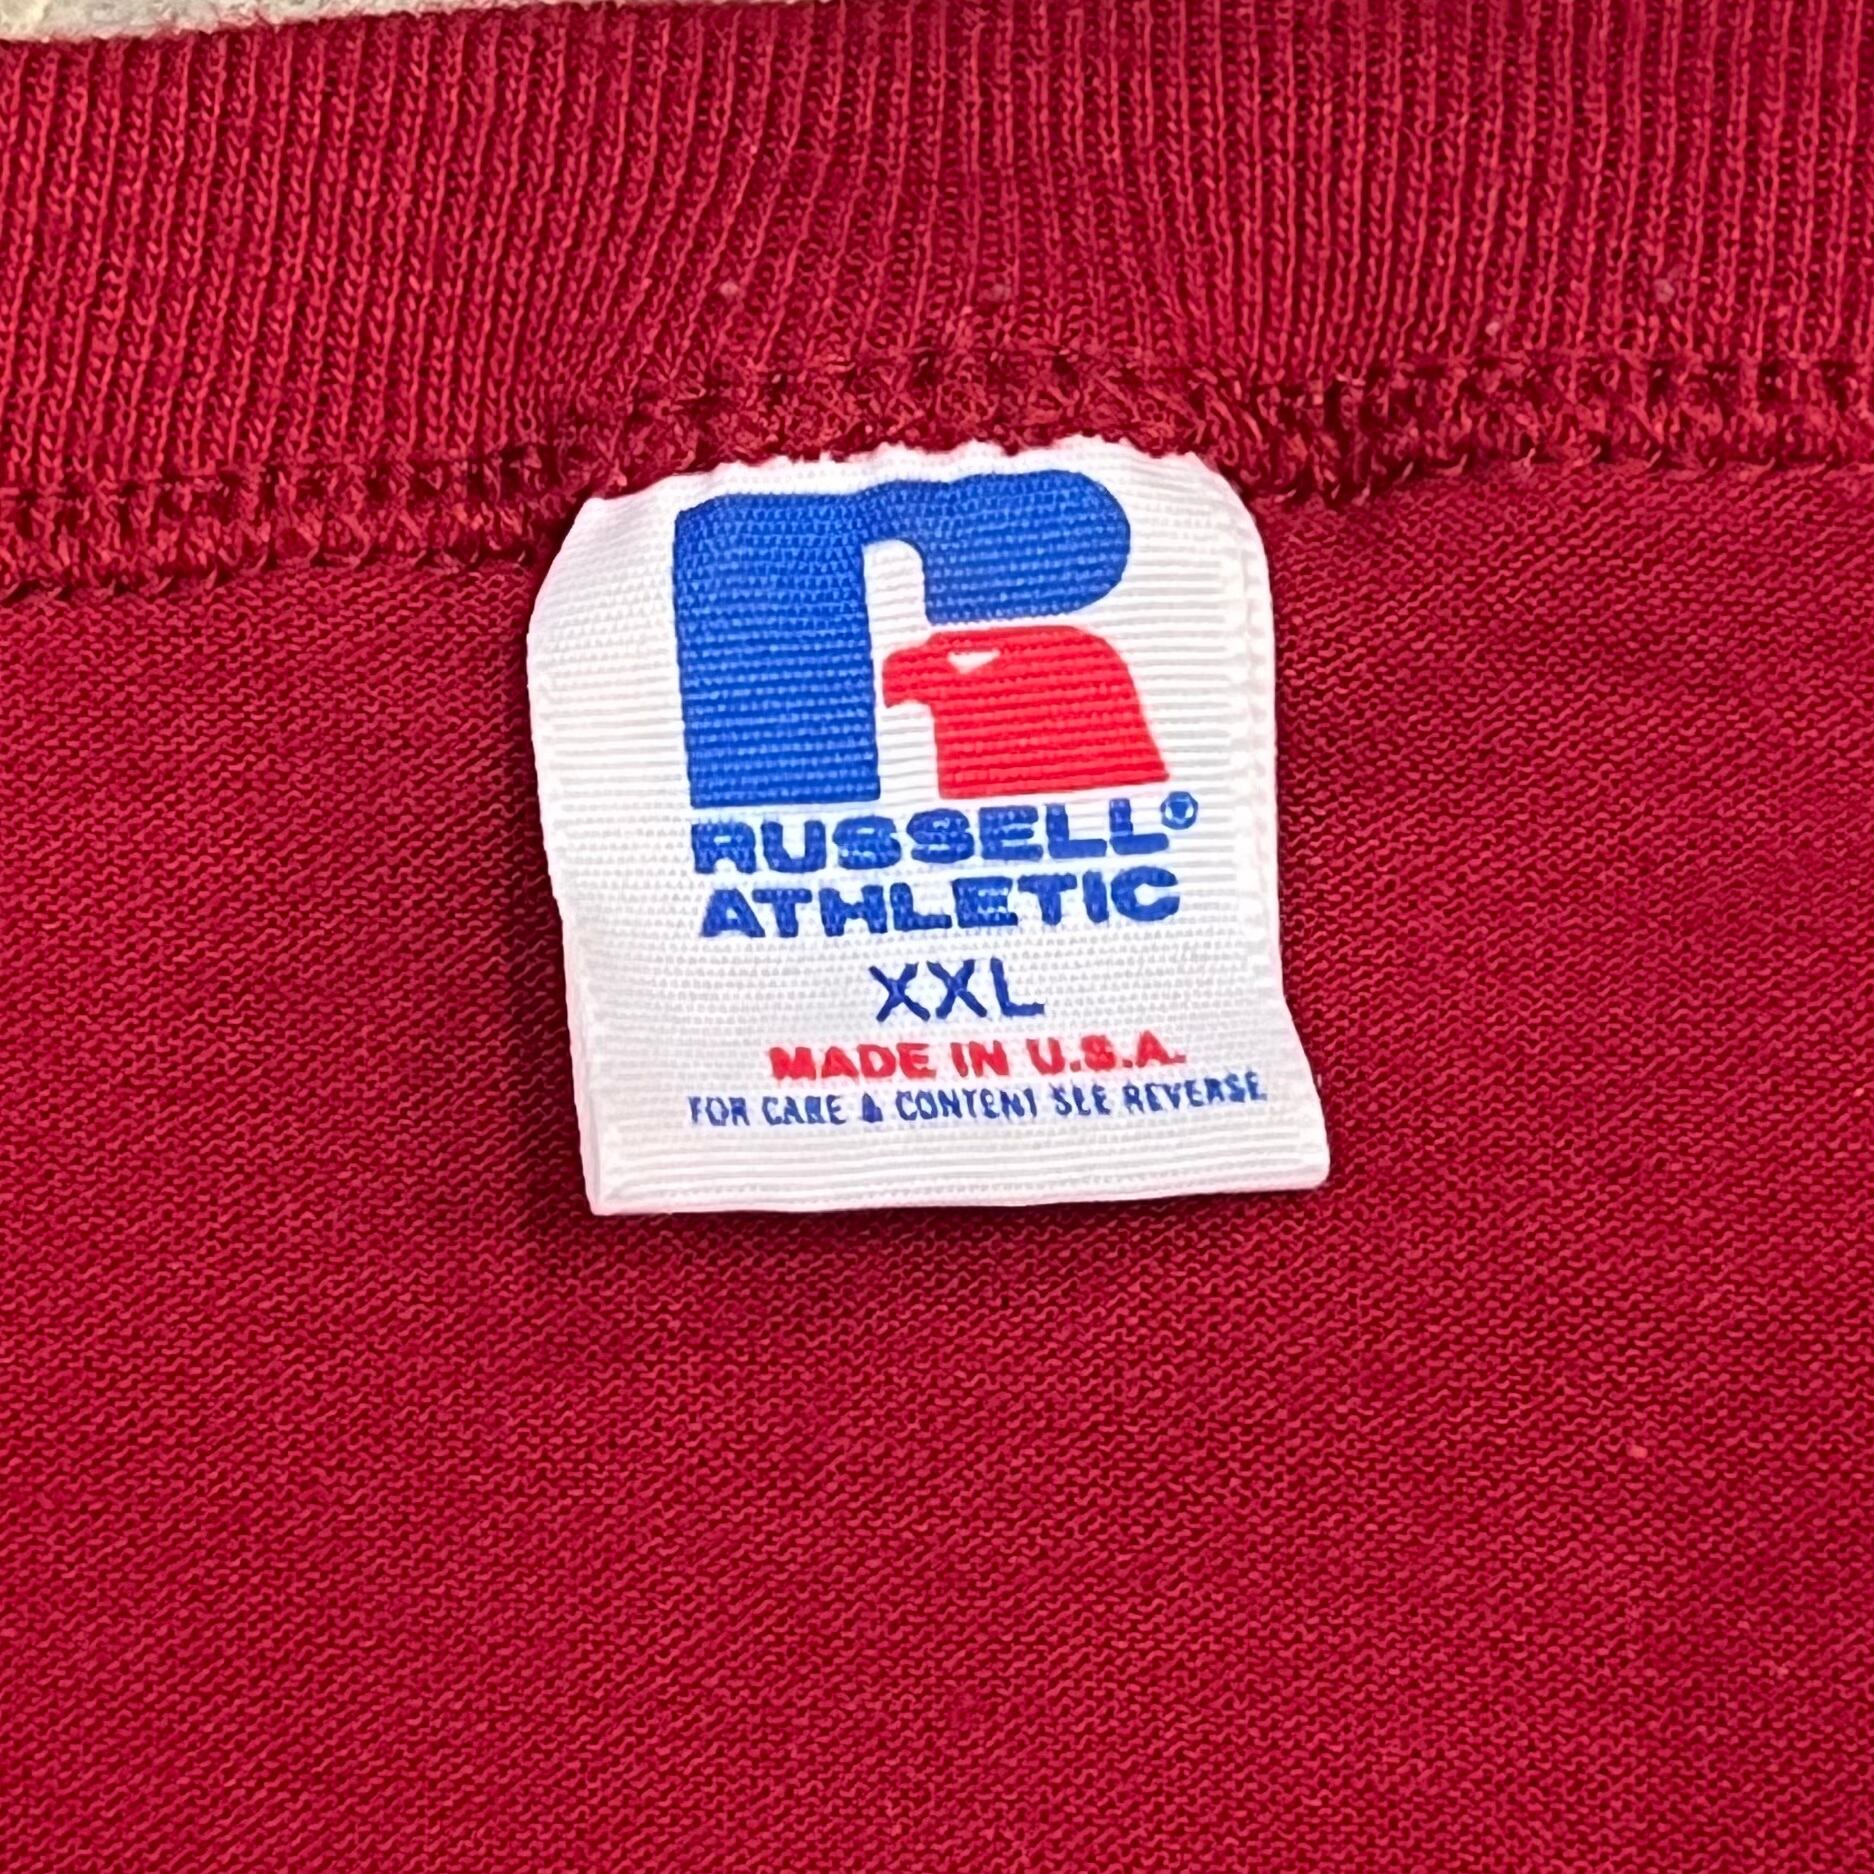 RUSSELL®
ATHLETIC
XXL
MADE IN U.S.A.
FOR CARE & CONTENT SEE REVERSE